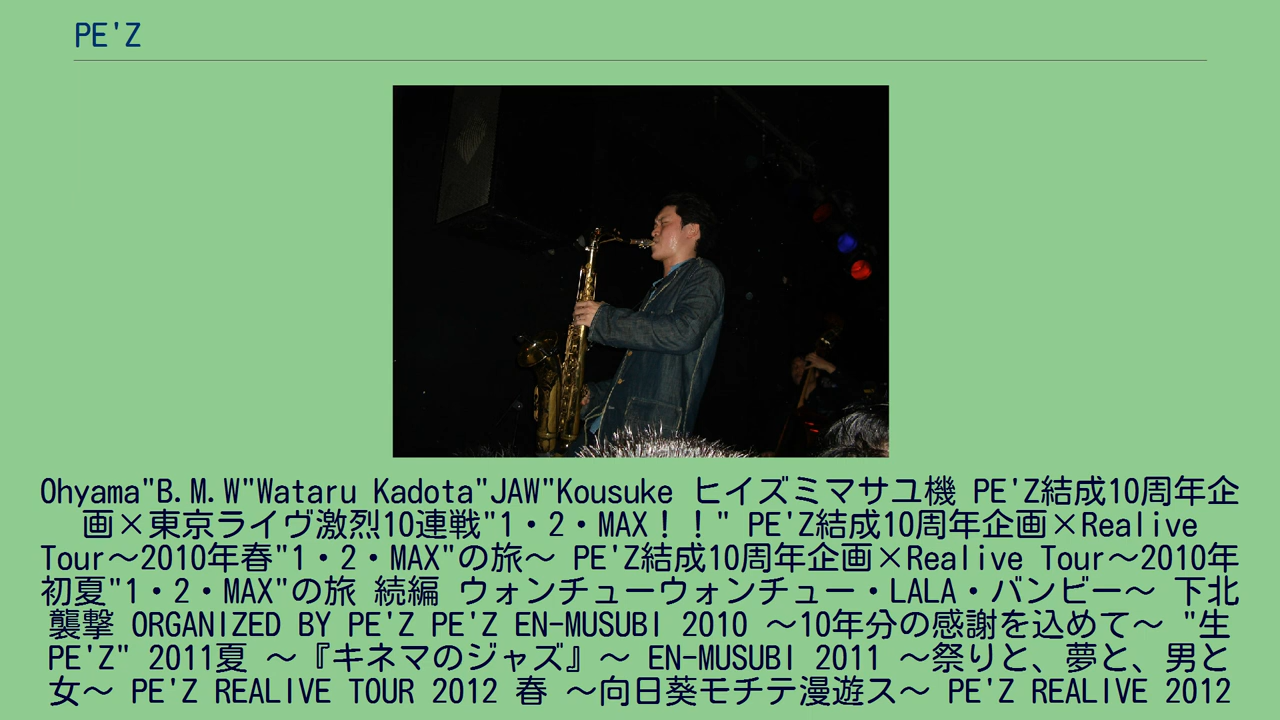 PE'Z
Ohyama"B.M.W"Wataru Kadota"JAW"Kousuke ヒイズミマサユ機 PE'Z結成10周年企
画×東京ライヴ激烈10連戦"1・2・MAX！！" PE'Z結成10周年企画×Realive
Tour～2010年春"1・2・MAX"の旅～ PE'Z結成10周年企画×Realive Tour～2010年
初夏"1・2・MAX"の旅 続編 ウォンチューウォンチュー・LALA・バンビー～ 下北
襲撃 ORGANIZED BY PE'Z PE'Z EN-MUSUBI 2010 ～10年分の感謝を込めて～ "生
PE'Z" 2011夏 ～『キネマのジャズ』～ EN-MUSUBI 2011 ～祭りと、夢と、男と
女～ PE'Z REALIVE TOUR 2012 春 ～向日葵モチテ漫遊ス～ PE'Z REALIVE 2012